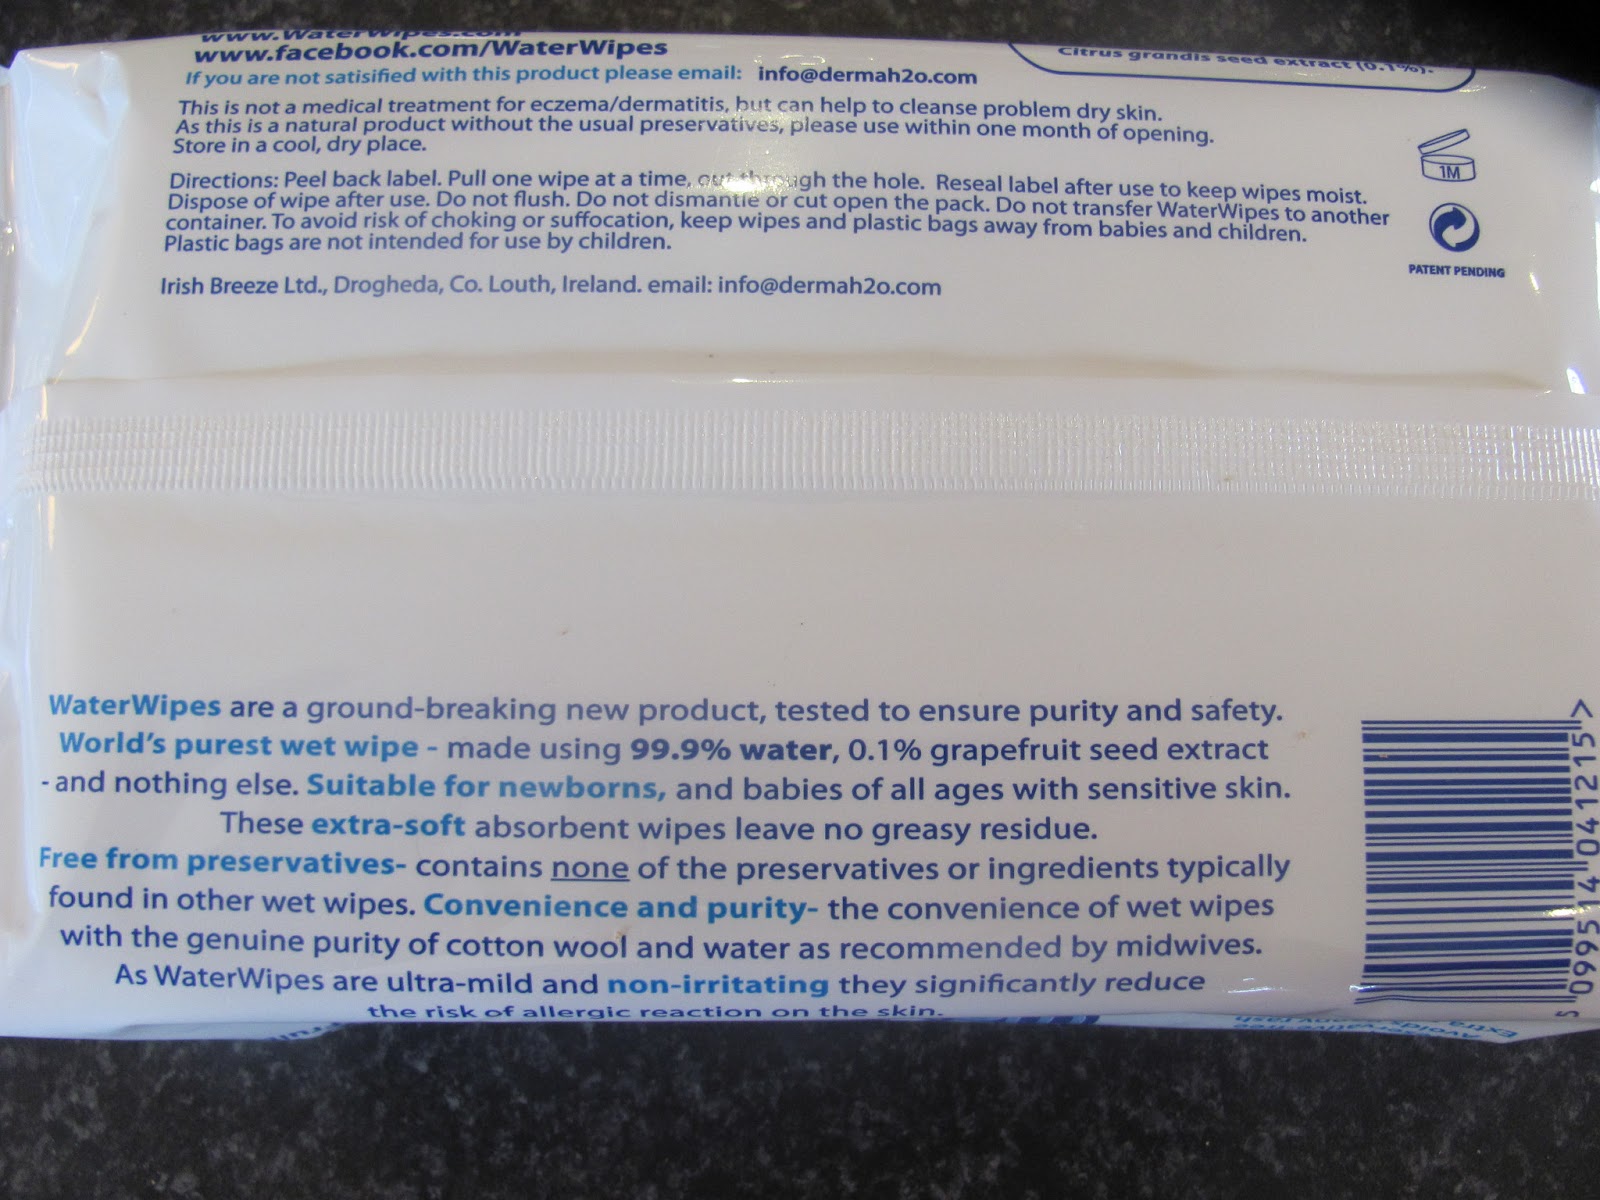 www.WaterWipes.com
www.facebook.com/WaterWipes
Citrus grandis seed extract (0.1%).
If you are not satisified with this product please email: info@dermah2o.com
This is not a medical treatment for eczema/dermatitis, but can help to cleanse problem dry skin.
As this is a natural product without the usual preservatives, please use within one month of opening.
Store in a cool, dry place.
1M
Directions: Peel back label. Pull one wipe at a time, out through the hole. Reseal label after use to keep wipes moist.
Dispose of wipe after use. Do not flush. Do not dismantle or cut open the pack. Do not transfer WaterWipes to another
container. To avoid risk of choking or suffocation, keep wipes and plastic bags away from babies and children.
Plastic bags are not intended for use by children.
PATENT PENDING
Irish Breeze Ltd., Drogheda, Co. Louth, Ireland. email: info@dermah2o.com
WaterWipes are a ground-breaking new product, tested to ensure purity and safety.
World's purest wet wipe - made using 99.9% water, 0.1% grapefruit seed extract
- and nothing else. Suitable for newborns, and babies of all ages with sensitive skin.
These extra-soft absorbent wipes leave no greasy residue.
Free from preservatives- contains none of the preservatives or ingredients typically
found in other wet wipes. Convenience and purity- the convenience of wet wipes
with the genuine purity of cotton wool and water as recommended by midwives.
As WaterWipes are ultra-mild and non-irritating they significantly reduce
the risk of allergic reaction on the skin.
5 099514 041215 >